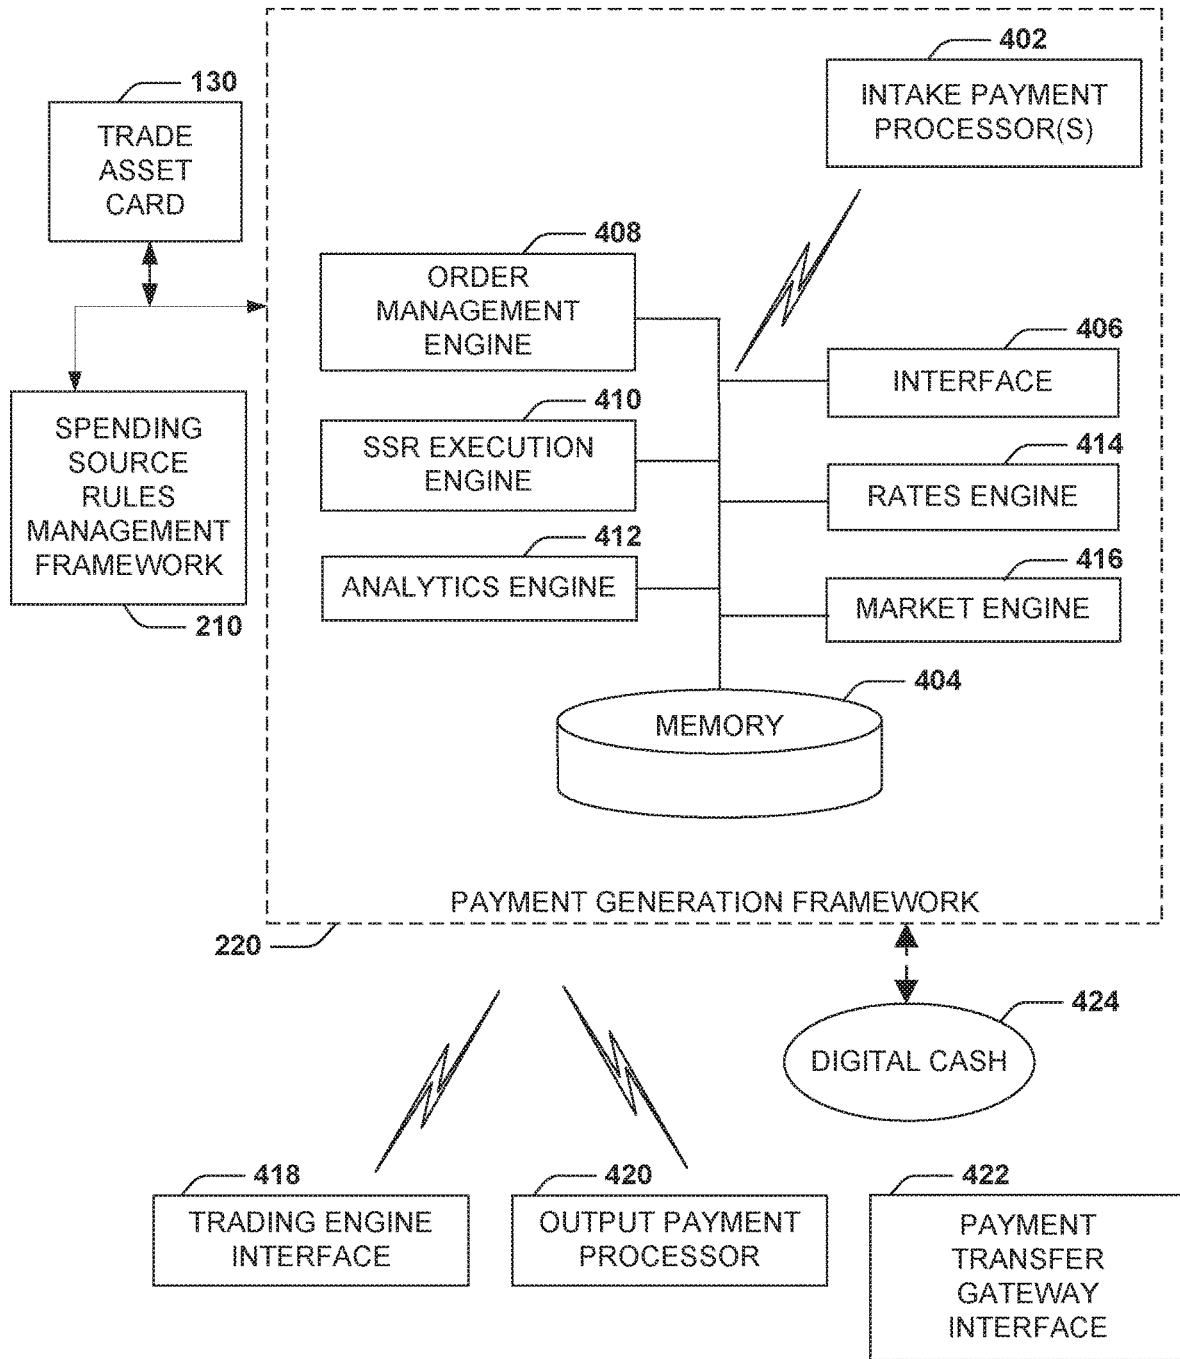 402
INTAKE PAYMENT
PROCESSOR(S)
130
TRADE
ASSET
CARD
408
ORDER
MANAGEMENT
ENGINE
406
INTERFACE
410
SSR EXECUTION
ENGINE
414
RATES ENGINE
SPENDING
SOURCE
RULES
MANAGEMENT
FRAMEWORK
210
412
ANALYTICS ENGINE
416
MARKET ENGINE
404
MEMORY
PAYMENT GENERATION FRAMEWORK
220
424
DIGITAL CASH
418
TRADING ENGINE
INTERFACE
420
OUTPUT PAYMENT
PROCESSOR
422
PAYMENT
TRANSFER
GATEWAY
INTERFACE